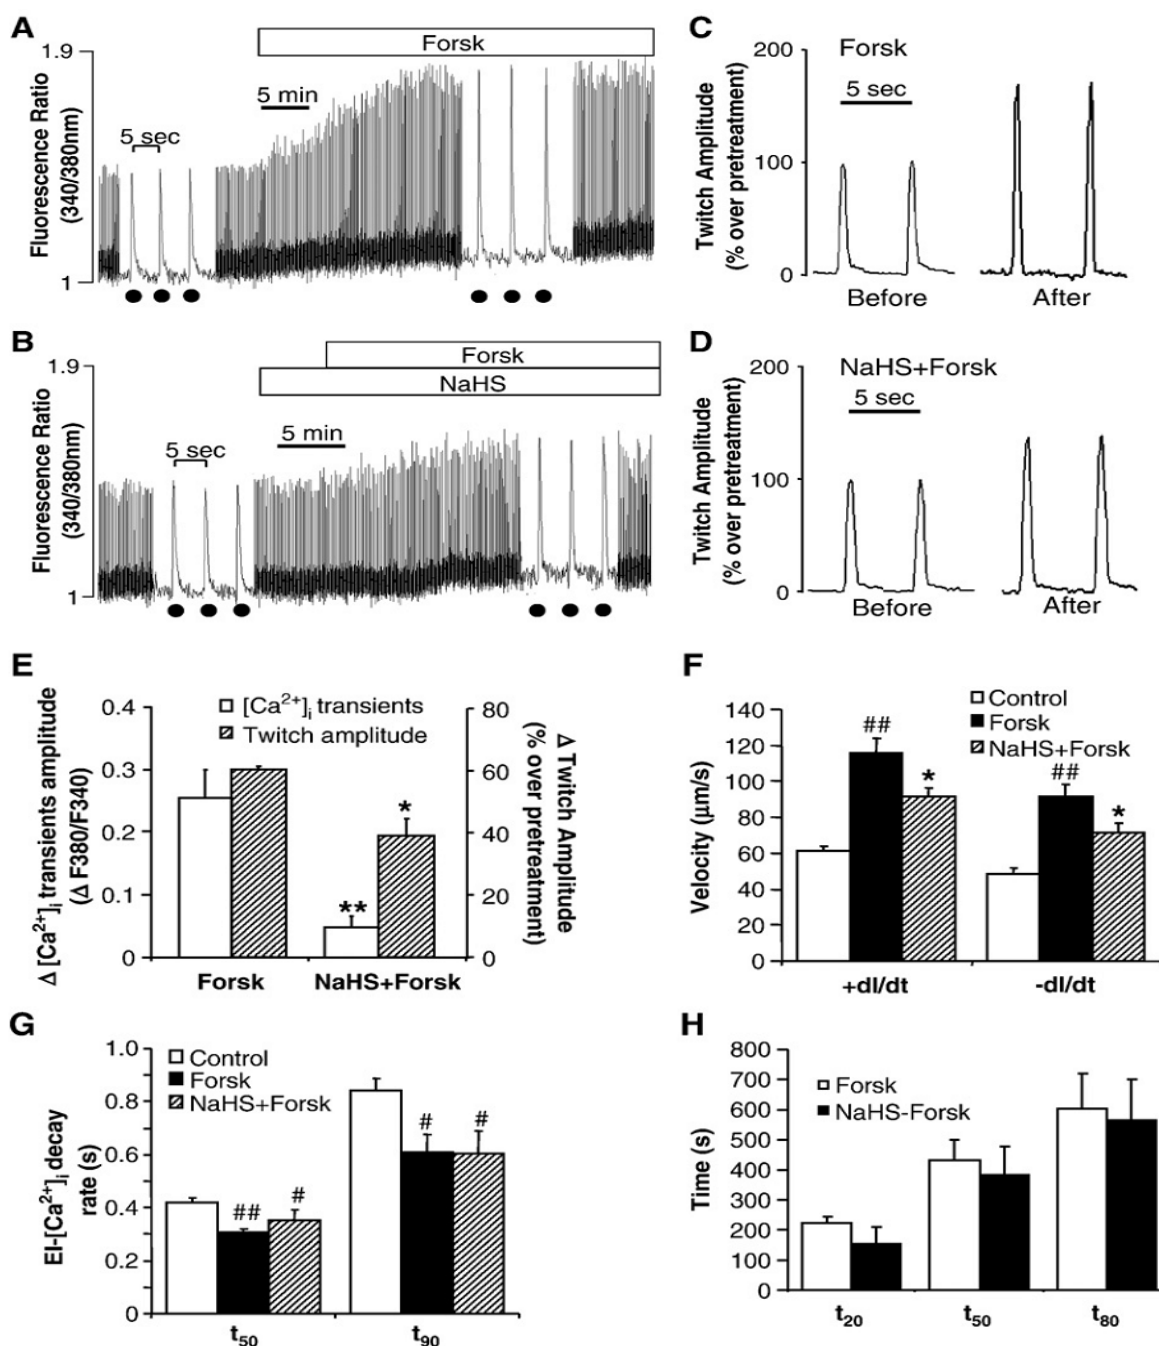 A
1.9
Forsk
5 min
5 sec
Fluorescence Ratio
(340/380nm)
1
C
200
Forsk
5 sec
Twitch Amplitude
(% over pretreatment)
100
0
Before
After
B
1.9
Forsk
NaHS
5 min
5 sec
Fluorescence Ratio
(340/380nm)
1
D
200
NaHS+Forsk
5 sec
Twitch Amplitude
(% over pretreatment)
100
0
Before
After
E
Δ [Ca²⁺]ᵢ transients amplitude
(Δ F380/F340)
0.4
0.3
0.2
0.1
0
[Ca²⁺]ᵢ transients
Twitch amplitude
**
*
80
60
40
20
0
Δ Twitch Amplitude
(% over pretreatment)
Forsk
NaHS+Forsk
F
Velocity (μm/s)
140
120
100
80
60
40
20
0
Control
Forsk
NaHS+Forsk
##
*
##
*
+dl/dt
-dl/dt
G
El-[Ca²⁺]ᵢ decay
rate (s)
1.0
0.8
0.6
0.4
0.2
0
Control
Forsk
NaHS+Forsk
##
#
#
#
t₅₀
t₉₀
H
Time (s)
800
700
600
500
400
300
200
100
0
Forsk
NaHS-Forsk
t₂₀
t₅₀
t₈₀